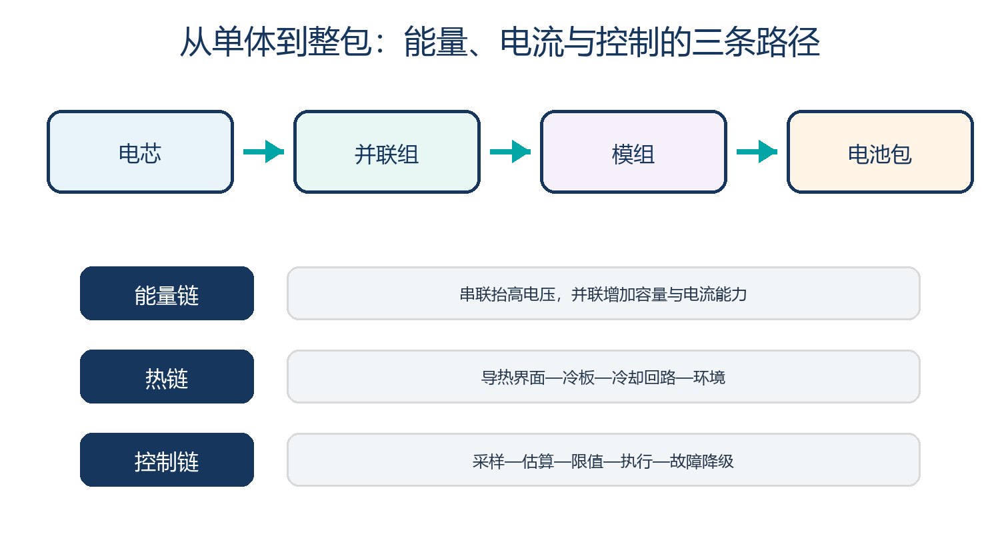 从单体到整包：能量、电流与控制的三条路径
电芯
并联组
模组
电池包
能量链
串联抬高电压，并联增加容量与电流能力
热链
导热界面—冷板—冷却回路—环境
控制链
采样—估算—限值—执行—故障降级